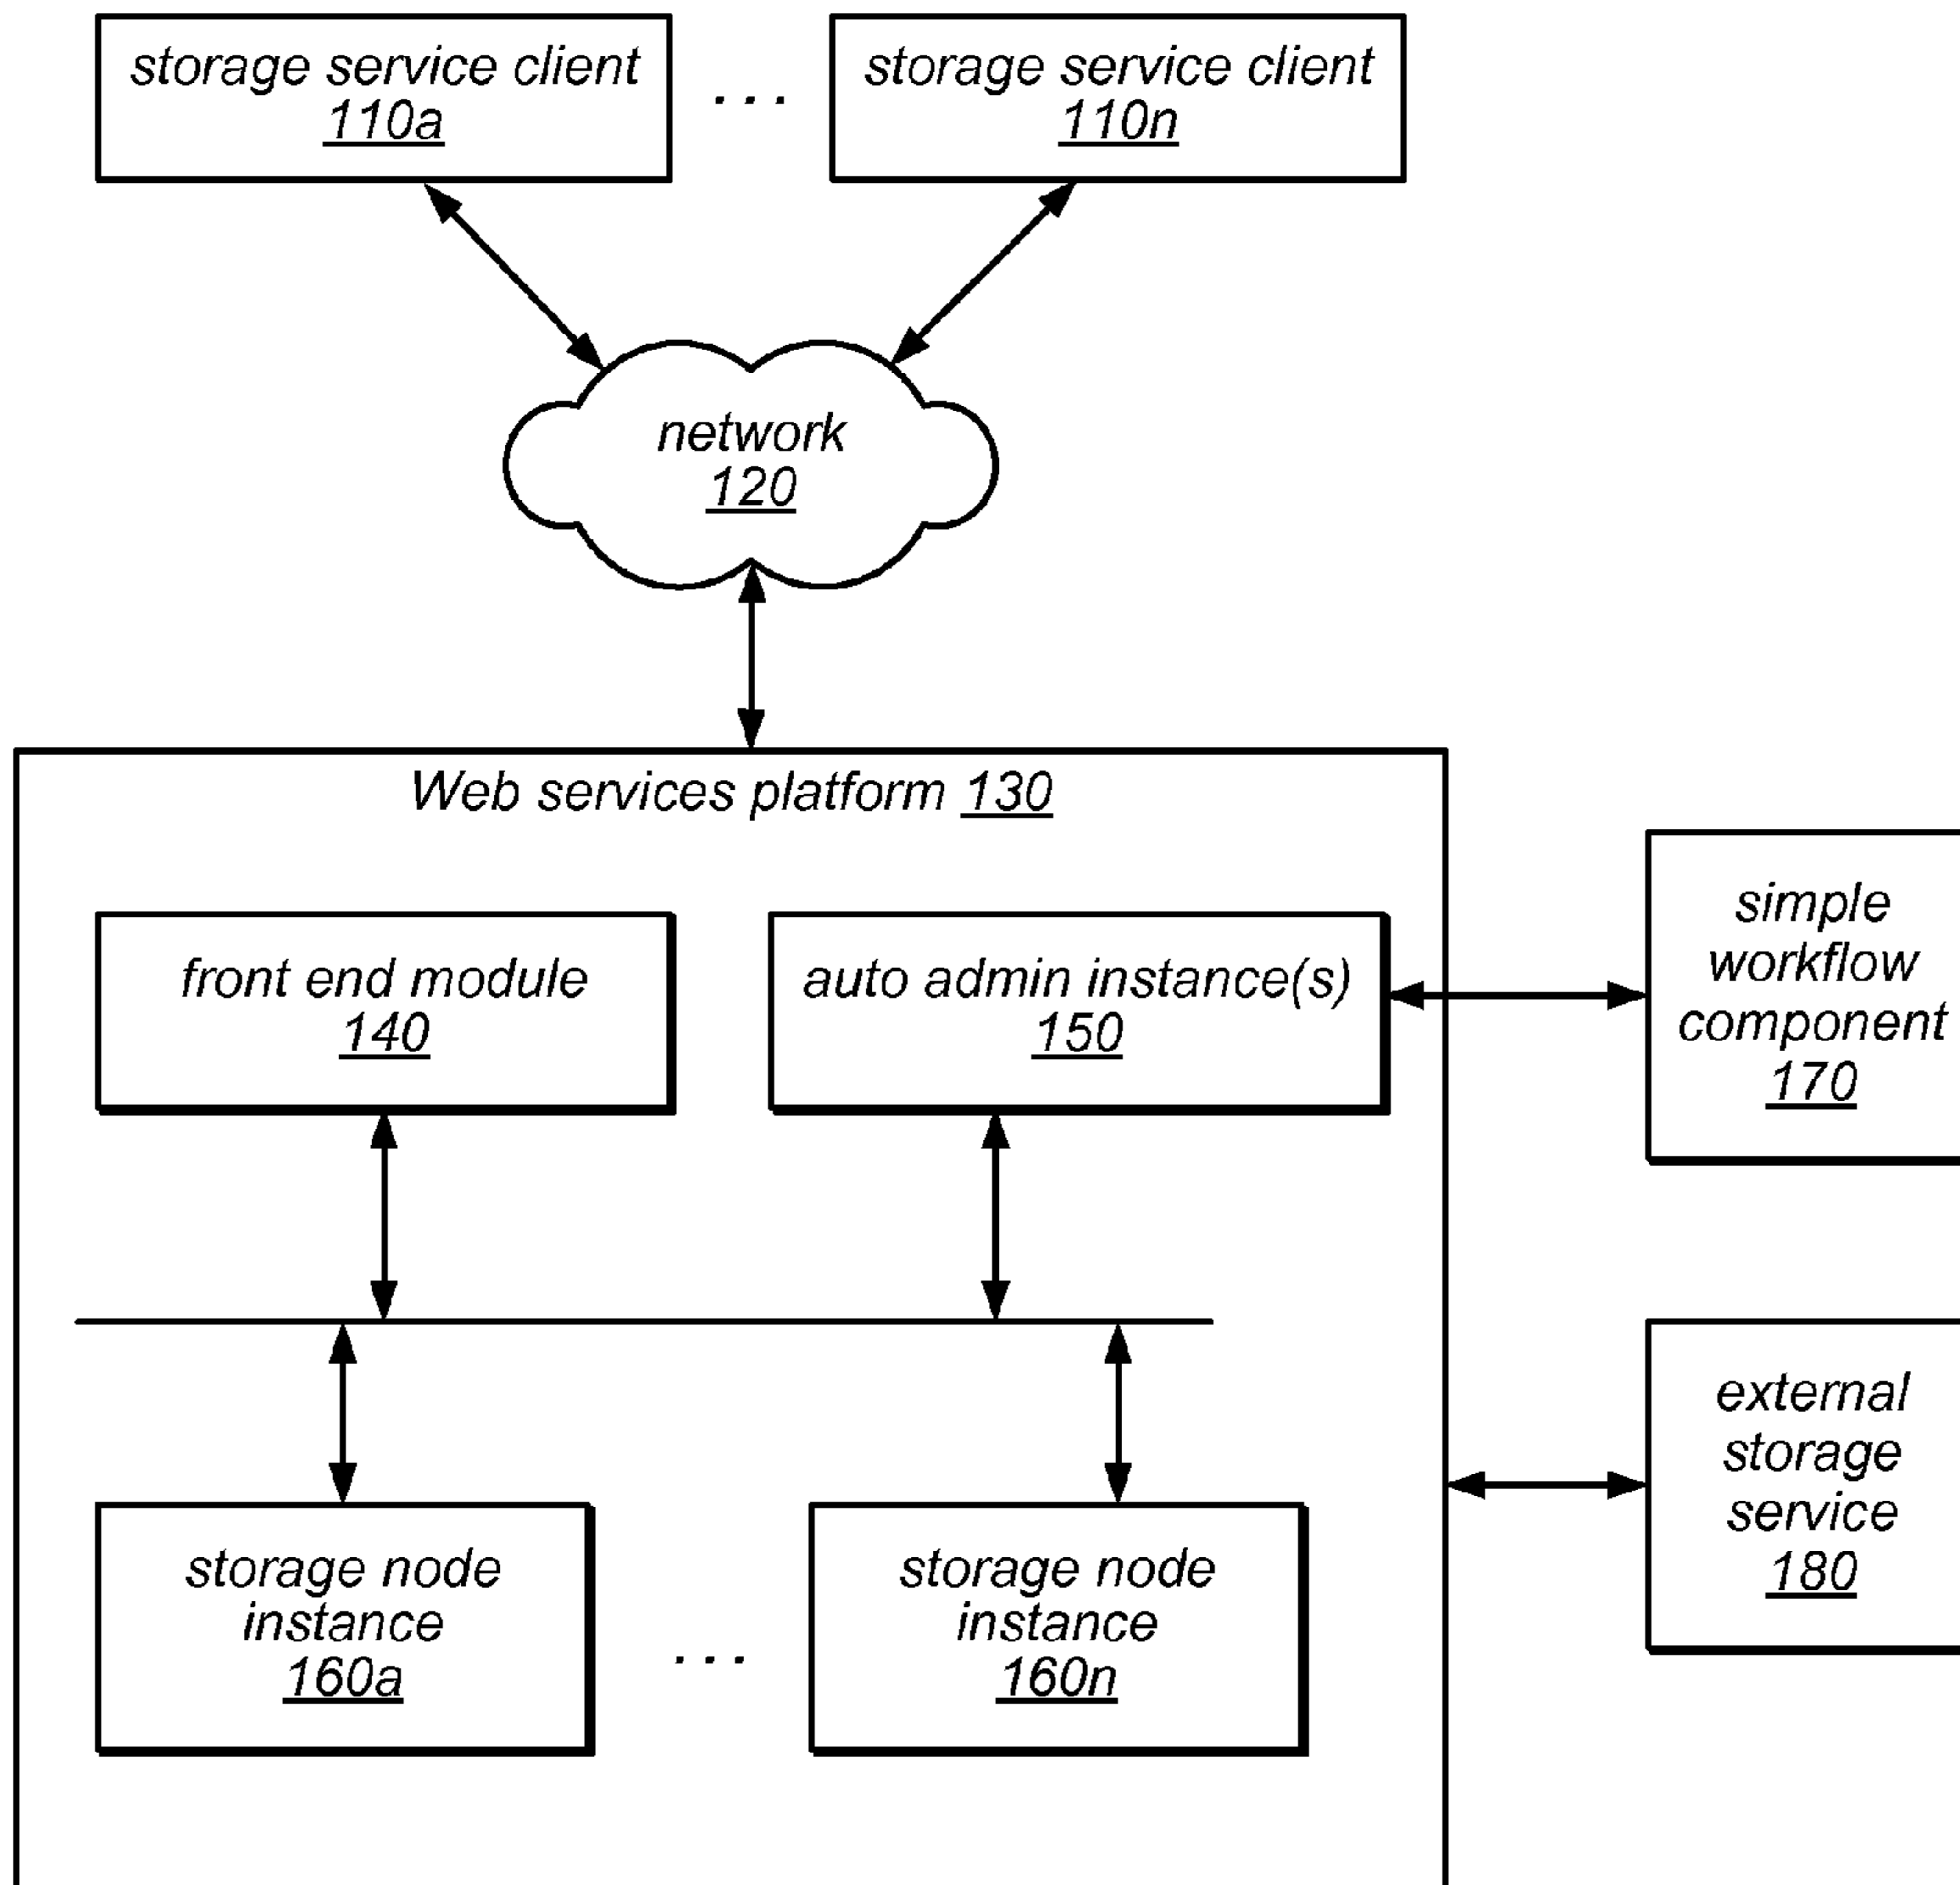 storage service client
110a
. . .
storage service client
110n
network
120
Web services platform 130
front end module
140
auto admin instance(s)
150
simple
workflow
component
170
external
storage
service
180
storage node
instance
160a
. . .
storage node
instance
160n